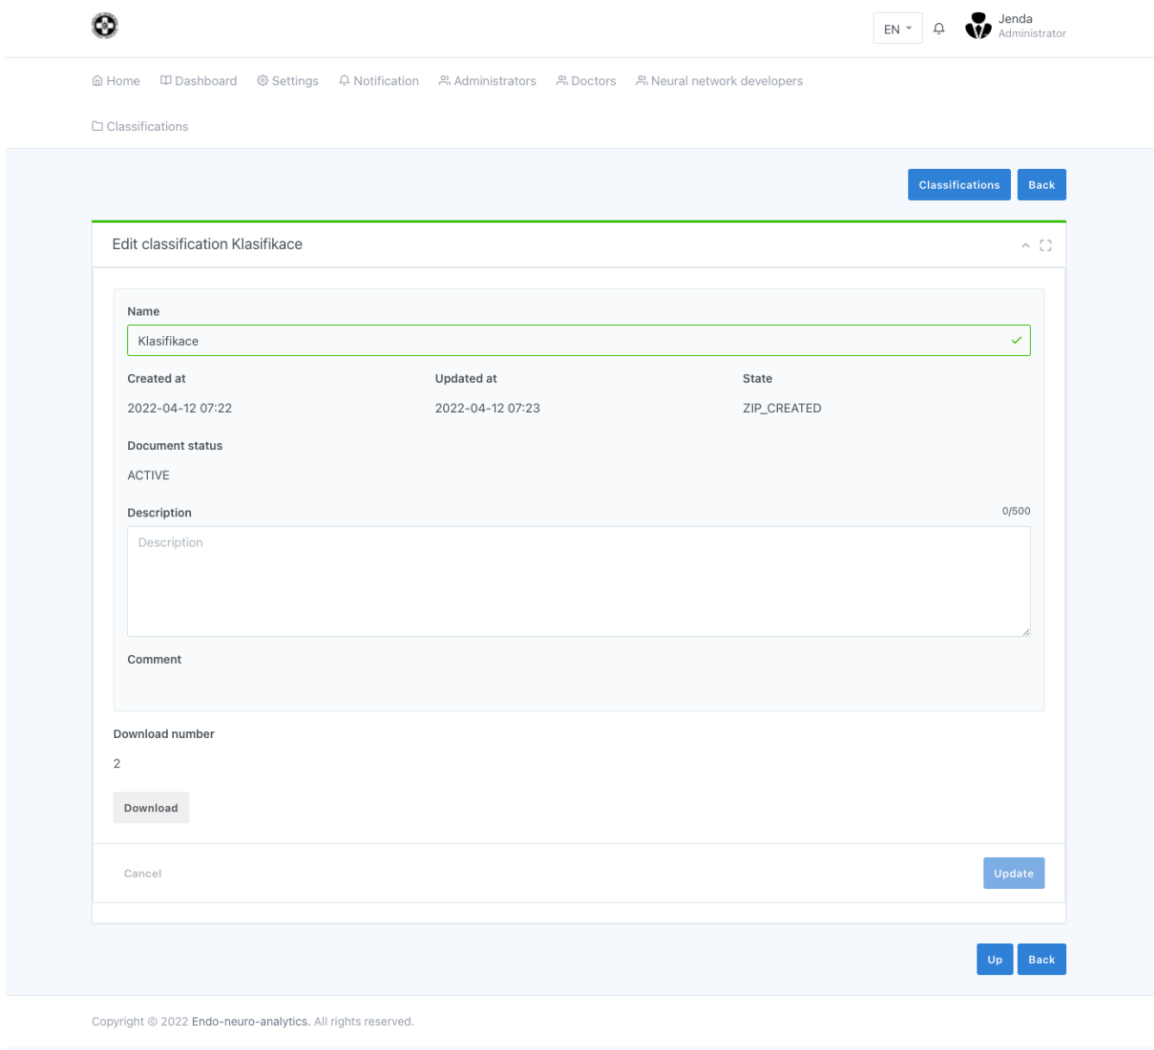 EN
Jenda
Administrator
Home Dashboard Settings Notification Administrators Doctors Neural network developers
Classifications
Classifications Back
Edit classification Klasifikace
Name
Klasifikace
Created at Updated at State
2022-04-12 07:22 2022-04-12 07:23 ZIP_CREATED
Document status
ACTIVE
Description 0/500
Description
Comment
Download number
2
Download
Cancel Update
Up Back
Copyright © 2022 Endo-neuro-analytics. All rights reserved.